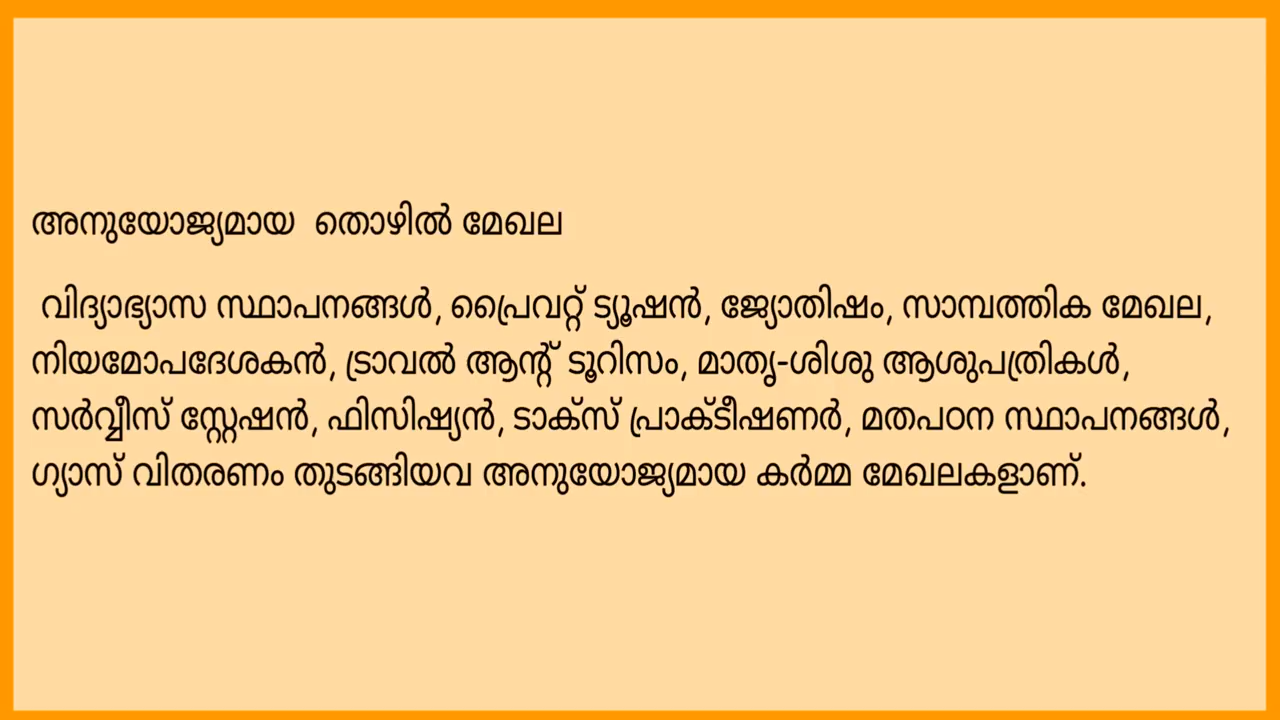 അനുയോജ്യമായ തൊഴിൽ മേഖല
വിദ്യാഭ്യാസ സ്ഥാപനങ്ങൾ, പ്രൈവറ്റ് ട്യൂഷൻ, ജ്യോതിഷം, സാമ്പത്തിക മേഖല,
നിയമോപദേശകൻ, ട്രാവൽ ആന്റ് ടൂറിസം, മാതൃ-ശിശു ആശുപത്രികൾ,
സർവ്വീസ് സ്റ്റേഷൻ, ഫിസിഷ്യൻ, ടാക്സ് പ്രാക്ടീഷണർ, മതപഠന സ്ഥാപനങ്ങൾ,
ഗ്യാസ് വിതരണം തുടങ്ങിയവ അനുയോജ്യമായ കർമ്മ മേഖലകളാണ്.